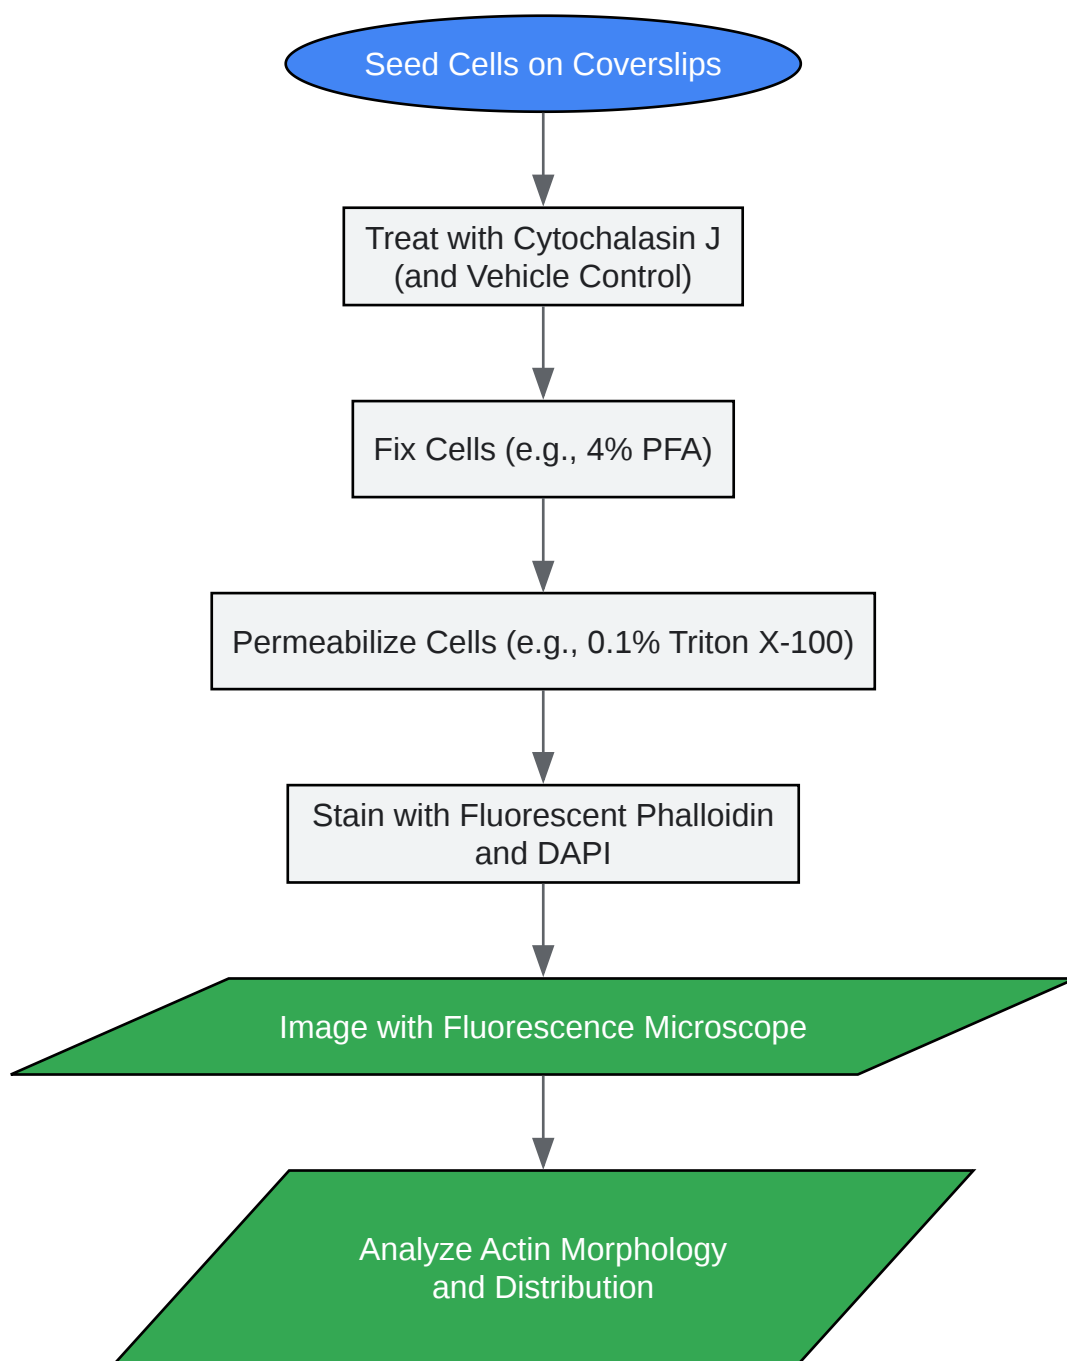 Seed Cells on Coverslips
Treat with Cytochalasin J
(and Vehicle Control)
Fix Cells (e.g., 4% PFA)
Permeabilize Cells (e.g., 0.1% Triton X-100)
Stain with Fluorescent Phalloidin
and DAPI
Image with Fluorescence Microscope
Analyze Actin Morphology
and Distribution